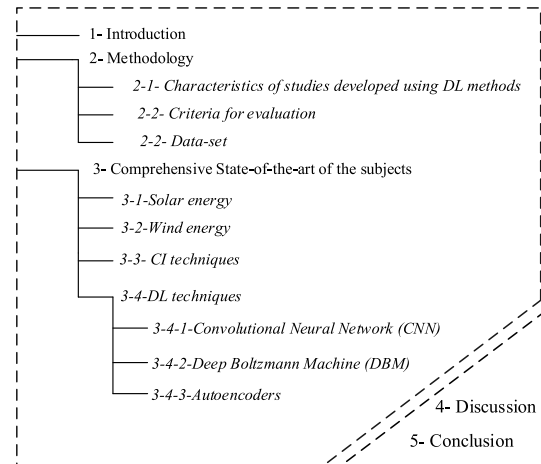 1- Introduction
2- Methodology
2-1- Characteristics of studies developed using DL methods
2-2- Criteria for evaluation
2-2- Data-set
3- Comprehensive State-of-the-art of the subjects
3-1-Solar energy
3-2-Wind energy
3-3- CI techniques
3-4-DL techniques
3-4-1-Convolutional Neural Network (CNN)
3-4-2-Deep Boltzmann Machine (DBM)
3-4-3-Autoencoders
4- Discussion
5- Conclusion